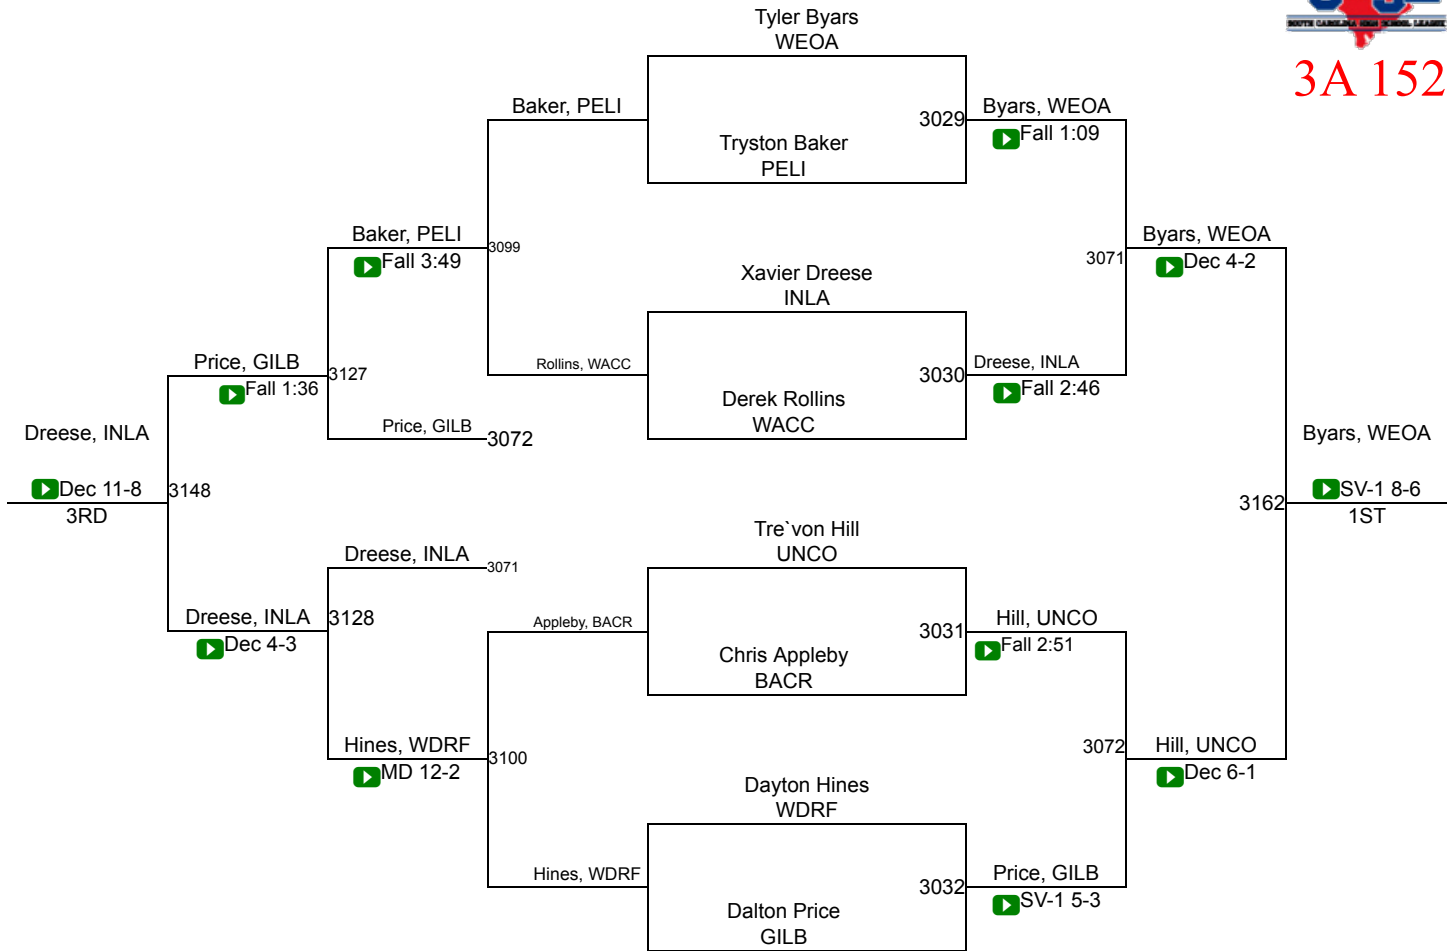 SOUTH CAROLINA HIGH SCHOOL LEAGUE
3A 152
Tyler Byars
WEOA
Baker, PELI
3029
Byars, WEOA
Fall 1:09
Tryston Baker
PELI
Baker, PELI
3099
Fall 3:49
Byars, WEOA
3071
Dec 4-2
Xavier Dreese
INLA
Price, GILB
3127
Fall 1:36
Rollins, WACC
3030
Dreese, INLA
Fall 2:46
Derek Rollins
WACC
Price, GILB
3072
Dreese, INLA
Byars, WEOA
Dec 11-8
3148
3RD
3162
SV-1 8-6
1ST
Tre`von Hill
UNCO
Dreese, INLA
3071
Dreese, INLA
3128
Dec 4-3
Appleby, BACR
3031
Hill, UNCO
Fall 2:51
Chris Appleby
BACR
Hines, WDRF
3100
MD 12-2
3072
Hill, UNCO
Dec 6-1
Dayton Hines
WDRF
Hines, WDRF
3032
Price, GILB
SV-1 5-3
Dalton Price
GILB